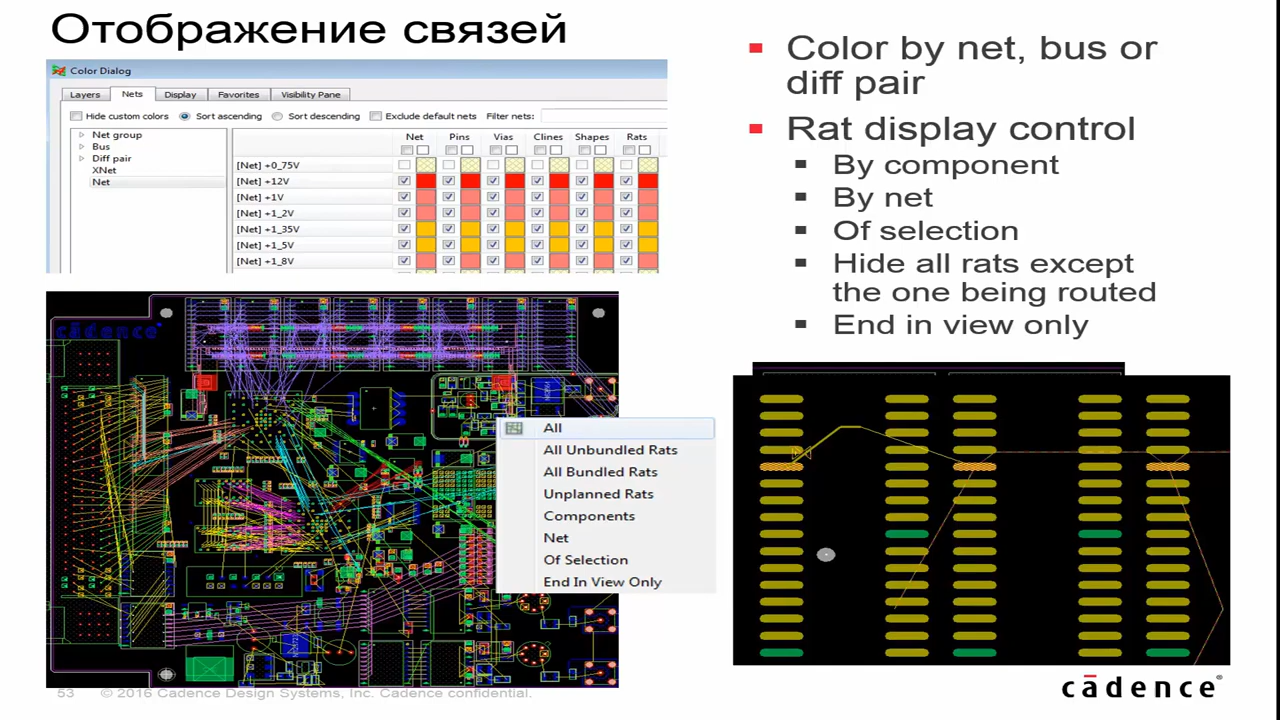 Отображение связей
Color Dialog
Layers Nets Display Favorites Visibility Pane
Hide custom colors Sort ascending Sort descending Exclude default nets Filter nets:
Net group
Bus
Diff pair
XNet
Net
Net Pins Vias Clines Shapes Rats
[Net] +0_75V
[Net] +12V
[Net] +1V
[Net] +1_2V
[Net] +1_35V
[Net] +1_5V
[Net] +1_8V
cādence
All
All Unbundled Rats
All Bundled Rats
Unplanned Rats
Components
Net
Of Selection
End In View Only
Color by net, bus or
diff pair
Rat display control
By component
By net
Of selection
Hide all rats except
the one being routed
End in view only
53 © 2016 Cadence Design Systems, Inc. Cadence confidential.
cādence®